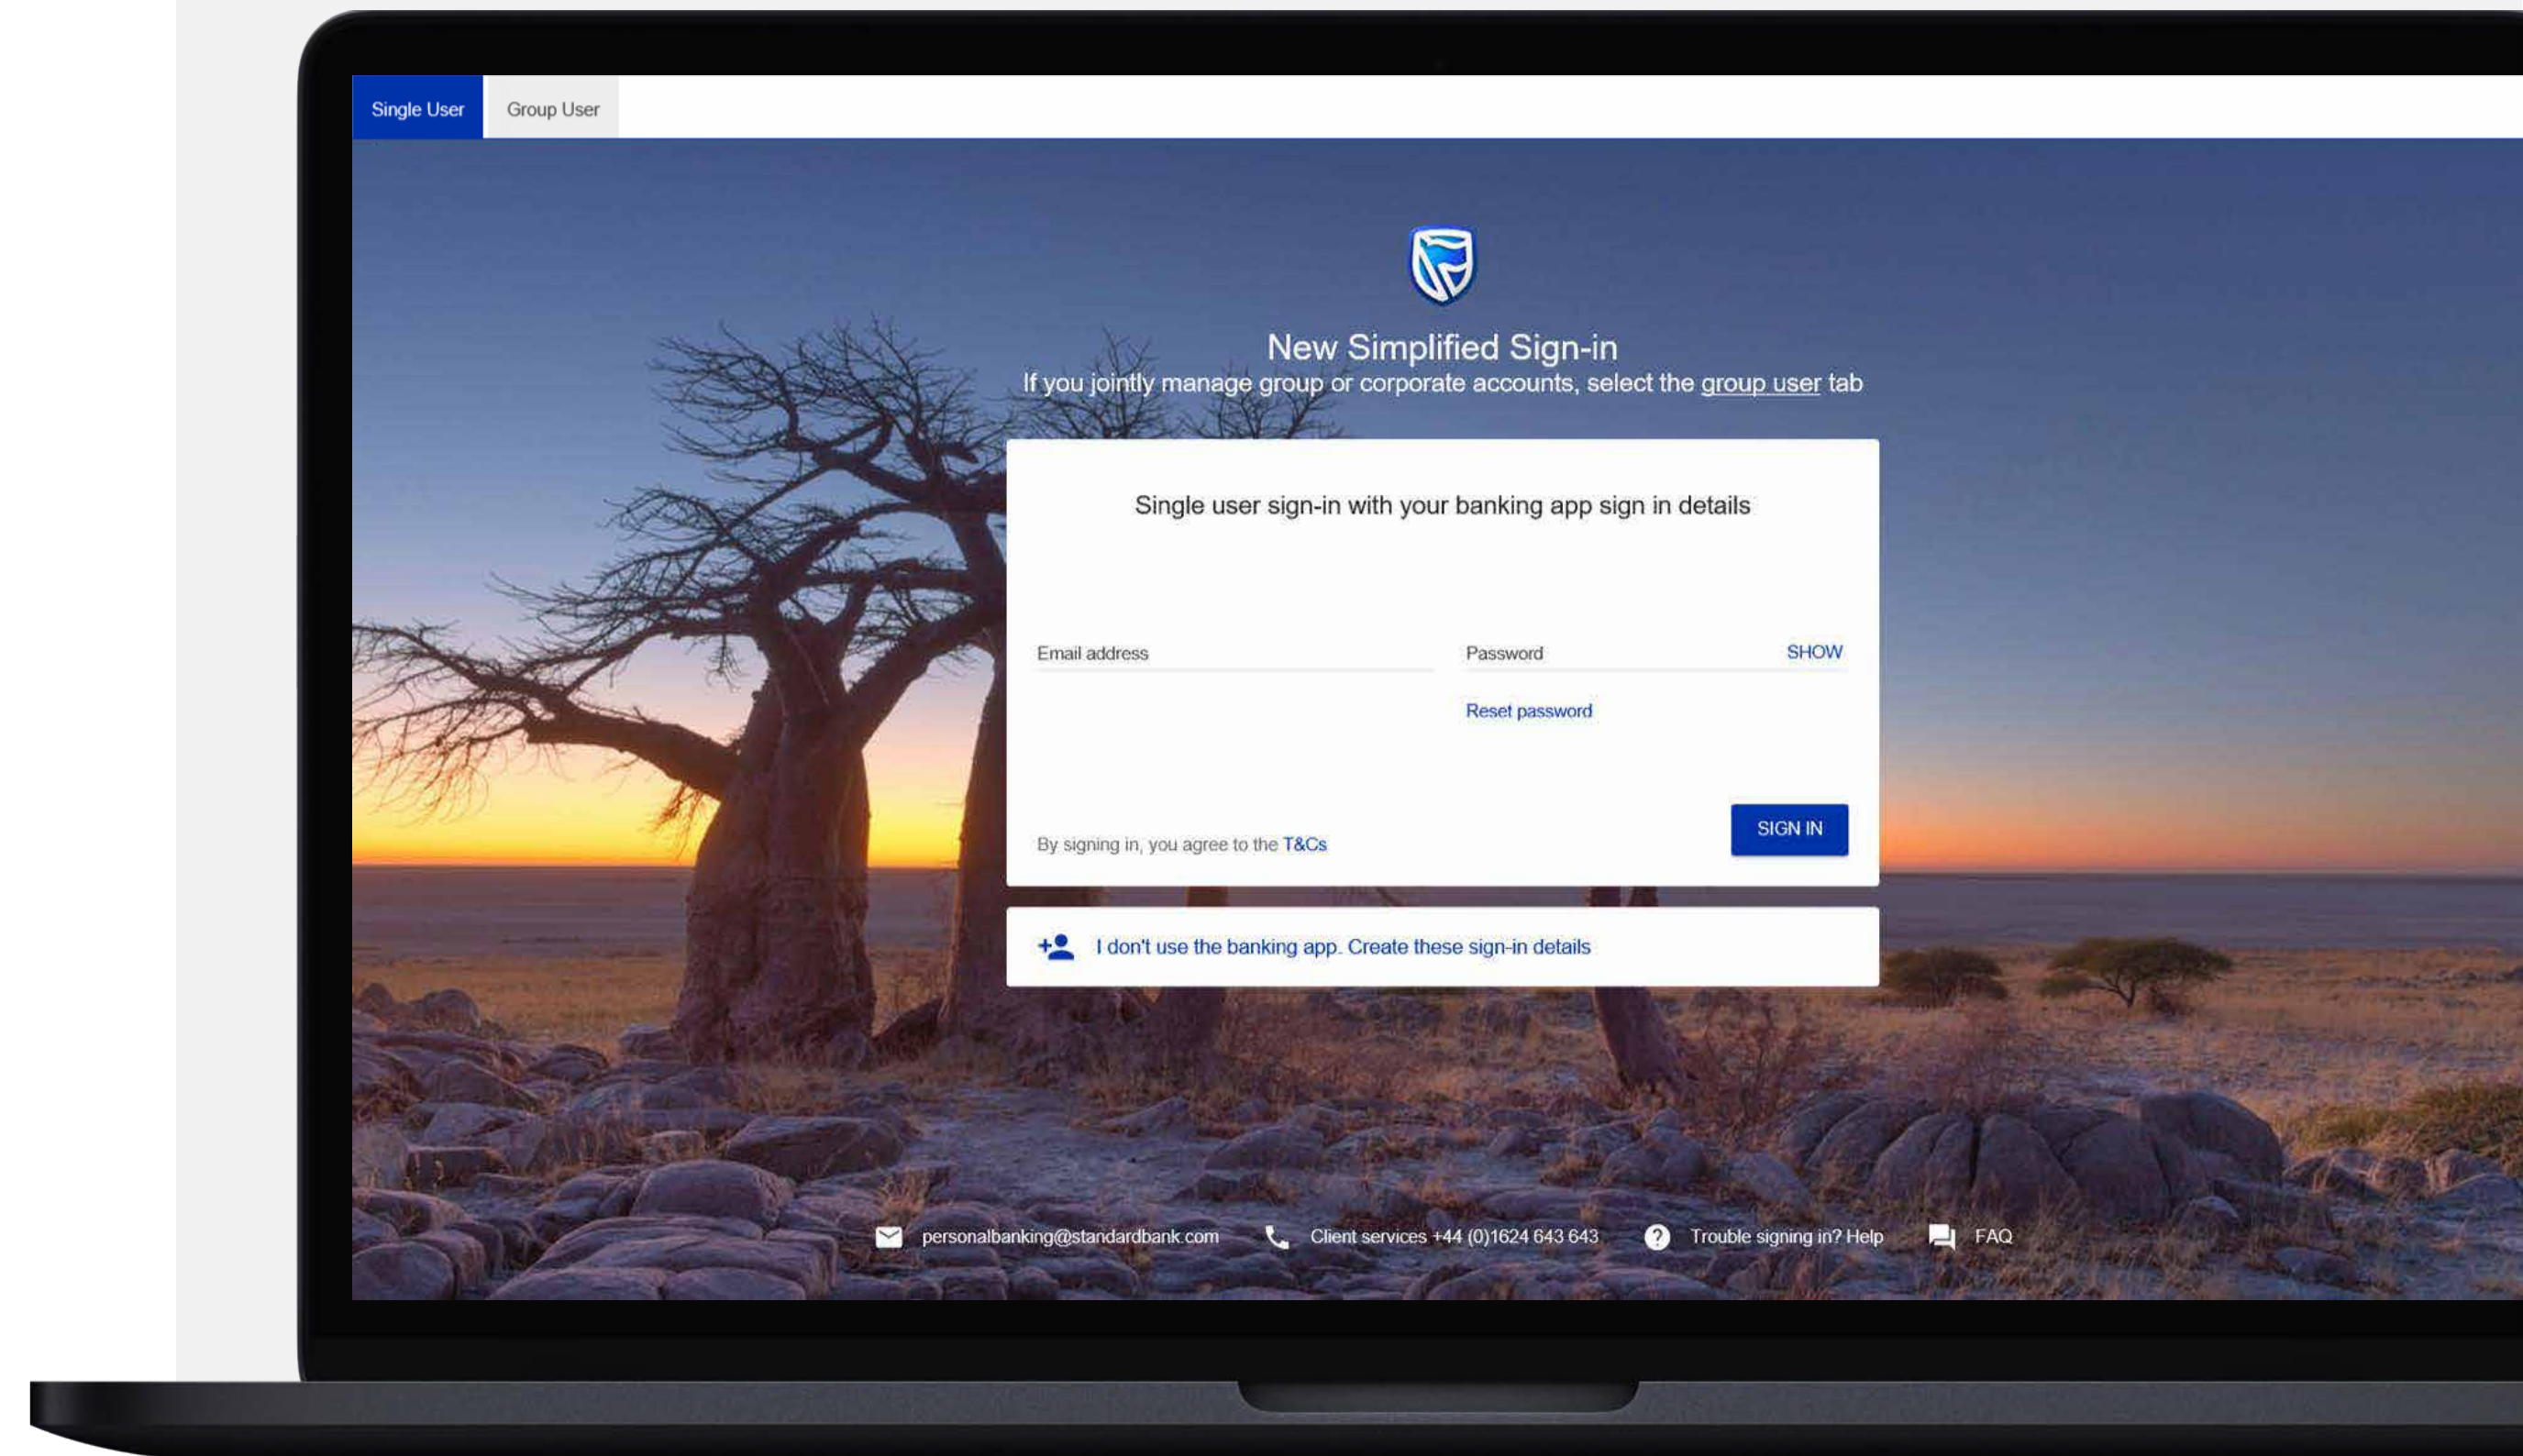 Single User
Group User
New Simplified Sign-in
If you jointly manage group or corporate accounts, select the group user tab
Single user sign-in with your banking app sign in details
Email address
Password
SHOW
Reset password
By signing in, you agree to the T&Cs
SIGN IN
I don't use the banking app. Create these sign-in details
personalbanking@standardbank.com
Client services +44 (0)1624 643 643
Trouble signing in? Help
FAQ